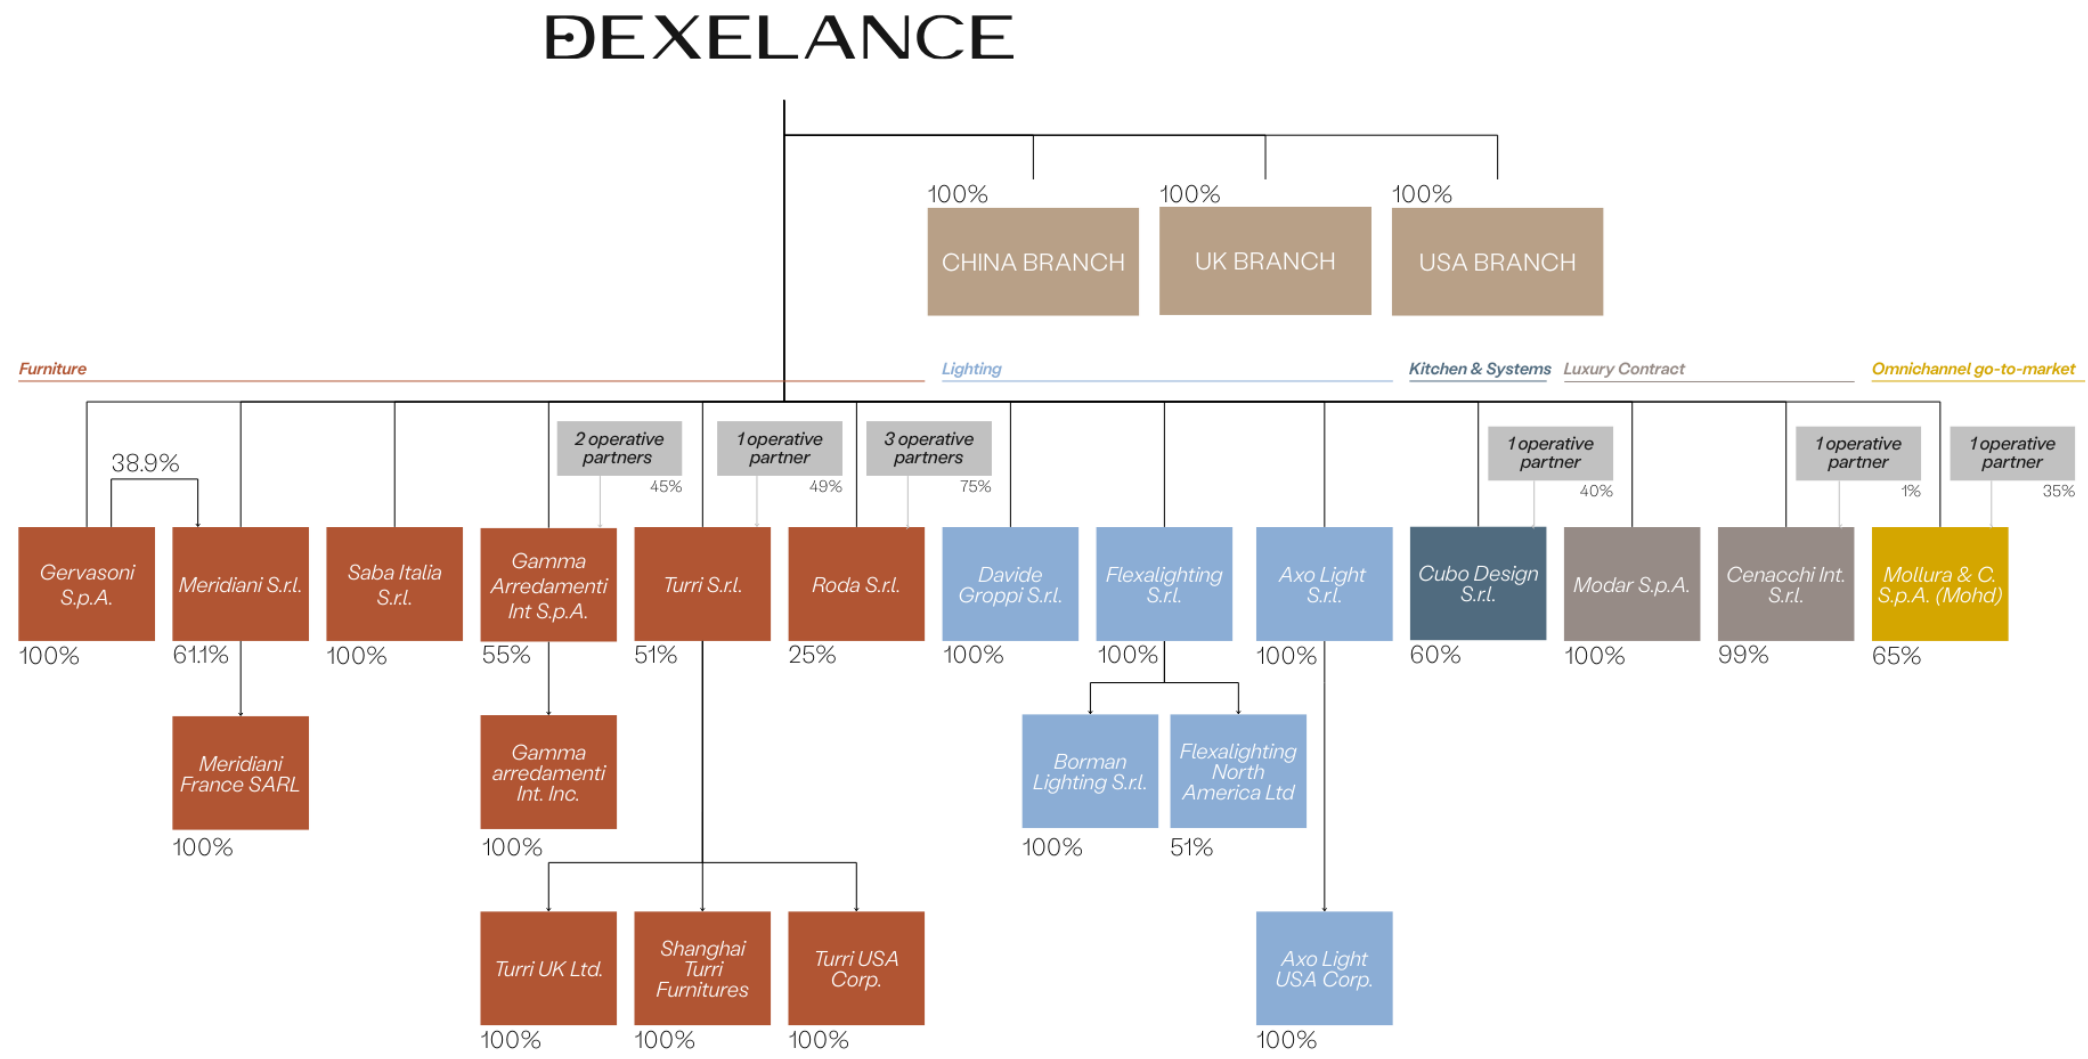 DEXELANCE
100%
100%
100%
CHINA BRANCH
UK BRANCH
USA BRANCH
Furniture
Lighting
Kitchen & Systems
Luxury Contract
Omnichannel go-to-market
38.9%
2 operative
partners
45%
1 operative
partner
49%
3 operative
partners
75%
1 operative
partner
40%
1 operative
partner
1%
1 operative
partner
35%
Gervasoni
S.p.A.
100%
Meridiani S.r.l.
61.1%
Saba Italia
S.r.l.
100%
Gamma
Arredamenti
Int S.p.A.
55%
Turri S.r.l.
51%
Roda S.r.l.
25%
Davide
Groppi S.r.l.
100%
Flexalighting
S.r.l.
100%
Axo Light
S.r.l.
100%
Cubo Design
S.r.l.
60%
Modar S.p.A.
100%
Cenacchi Int.
S.r.l.
99%
Mollura & C.
S.p.A. (Mohd)
65%
Meridiani
France SARL
100%
Gamma
arredamenti
Int. Inc.
100%
Borman
Lighting S.r.l.
100%
Flexalighting
North
America Ltd
51%
Turri UK Ltd.
100%
Shanghai
Turri
Furnitures
100%
Turri USA
Corp.
100%
Axo Light
USA Corp.
100%